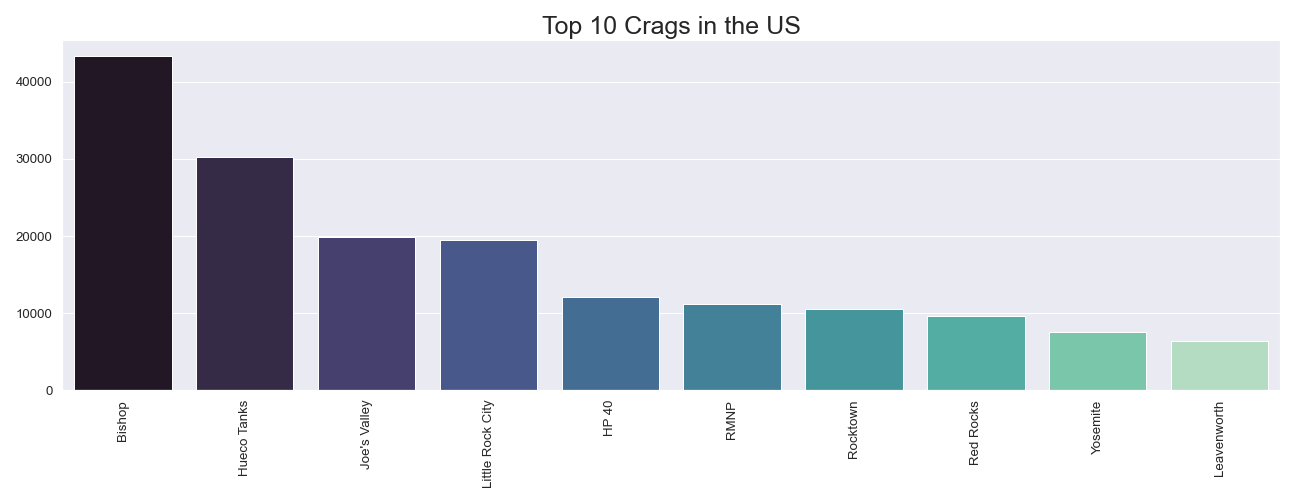 Top 10 Crags in the US
40000
30000
20000
10000
0
Bishop
Hueco Tanks
Joe's Valley
Little Rock City
HP 40
RMNP
Rocktown
Red Rocks
Yosemite
Leavenworth